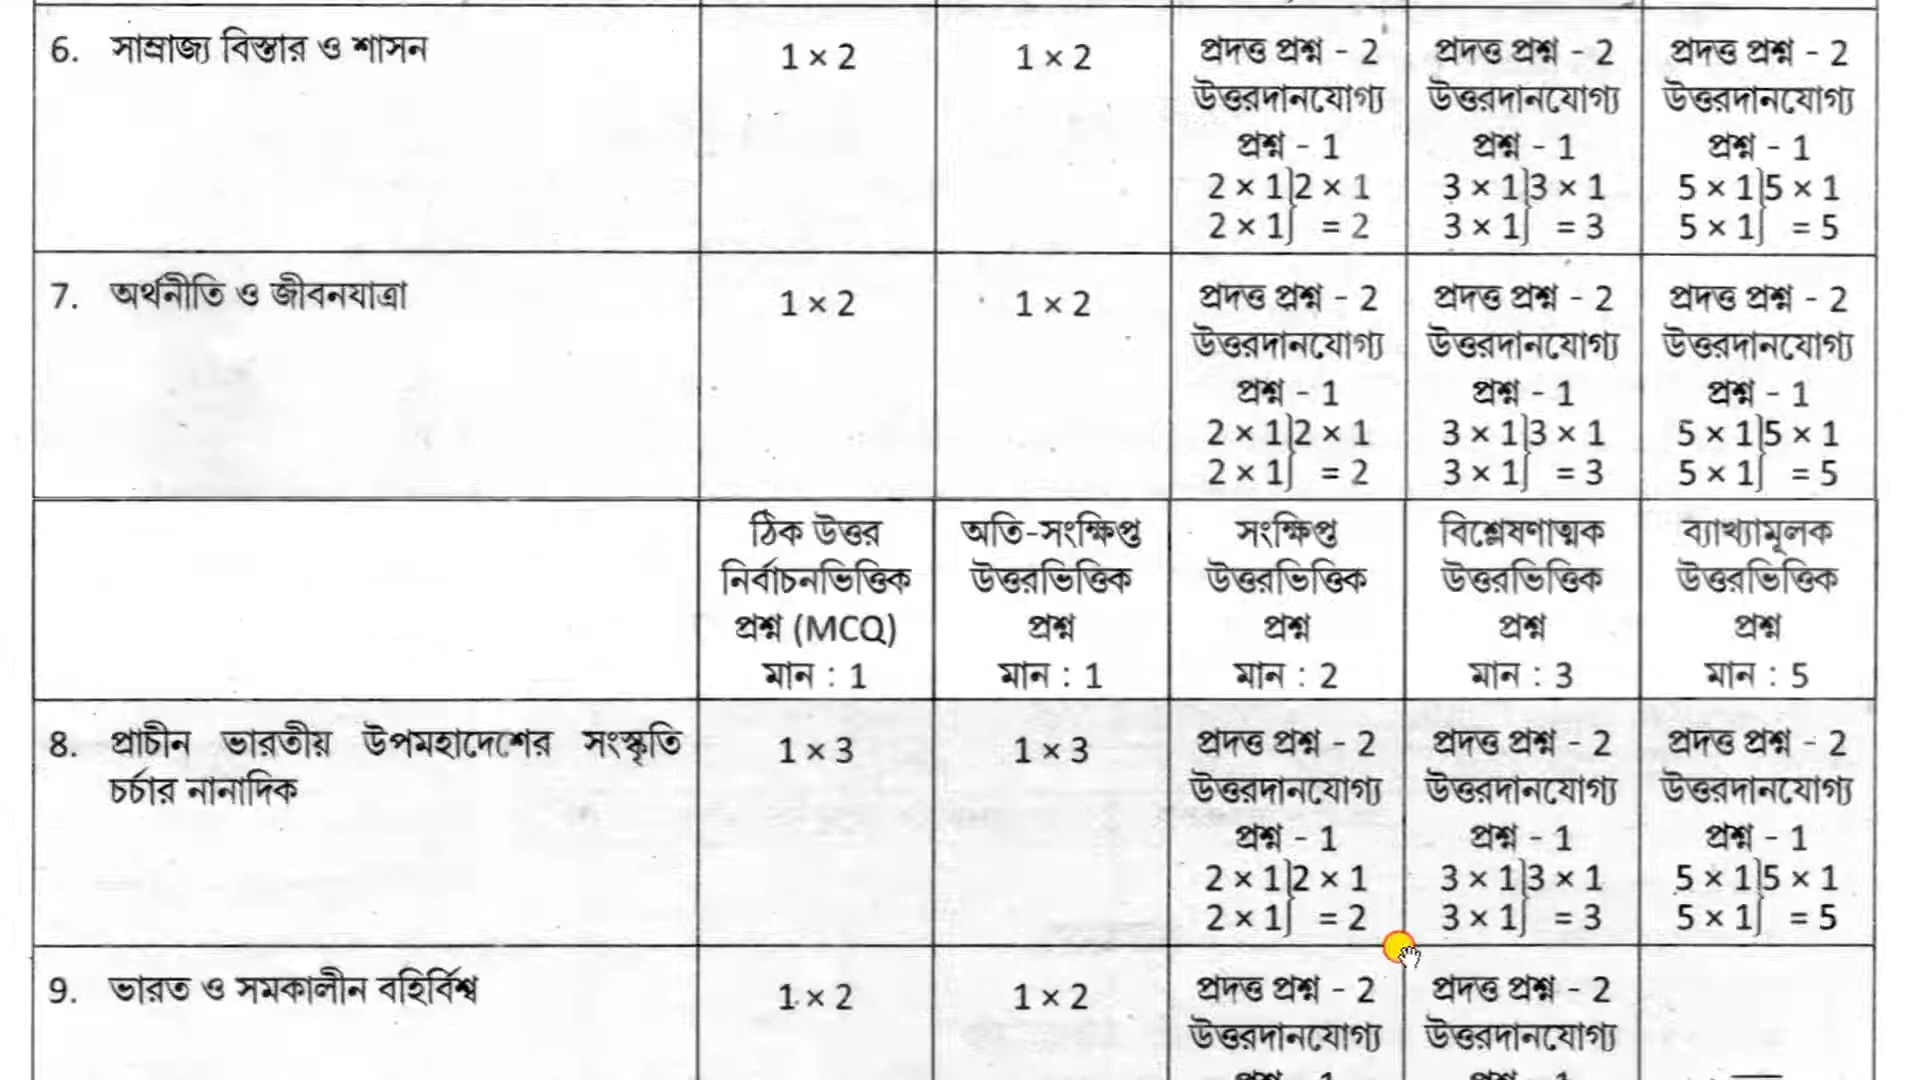 6. সাম্রাজ্য বিস্তার ও শাসন
1 × 2
1 × 2
প্রদত্ত প্রশ্ন - 2
উত্তরদানযোগ্য
প্রশ্ন - 1
2 × 1}2 × 1
2 × 1} = 2
প্রদত্ত প্রশ্ন - 2
উত্তরদানযোগ্য
প্রশ্ন - 1
3 × 1}3 × 1
3 × 1} = 3
প্রদত্ত প্রশ্ন - 2
উত্তরদানযোগ্য
প্রশ্ন - 1
5 × 1}5 × 1
5 × 1} = 5
7. অর্থনীতি ও জীবনযাত্রা
1 × 2
1 × 2
প্রদত্ত প্রশ্ন - 2
উত্তরদানযোগ্য
প্রশ্ন - 1
2 × 1}2 × 1
2 × 1} = 2
প্রদত্ত প্রশ্ন - 2
উত্তরদানযোগ্য
প্রশ্ন - 1
3 × 1}3 × 1
3 × 1} = 3
প্রদত্ত প্রশ্ন - 2
উত্তরদানযোগ্য
প্রশ্ন - 1
5 × 1}5 × 1
5 × 1} = 5
ঠিক উত্তর
নির্বাচনভিত্তিক
প্রশ্ন (MCQ)
মান : 1
অতি-সংক্ষিপ্ত
উত্তরভিত্তিক
প্রশ্ন
মান : 1
সংক্ষিপ্ত
উত্তরভিত্তিক
প্রশ্ন
মান : 2
বিশ্লেষণাত্মক
উত্তরভিত্তিক
প্রশ্ন
মান : 3
ব্যাখ্যামূলক
উত্তরভিত্তিক
প্রশ্ন
মান : 5
8. প্রাচীন ভারতীয় উপমহাদেশের সংস্কৃতি
চর্চার নানাদিক
1 × 3
1 × 3
প্রদত্ত প্রশ্ন - 2
উত্তরদানযোগ্য
প্রশ্ন - 1
2 × 1}2 × 1
2 × 1} = 2
প্রদত্ত প্রশ্ন - 2
উত্তরদানযোগ্য
প্রশ্ন - 1
3 × 1}3 × 1
3 × 1} = 3
প্রদত্ত প্রশ্ন - 2
উত্তরদানযোগ্য
প্রশ্ন - 1
5 × 1}5 × 1
5 × 1} = 5
9. ভারত ও সমকালীন বহির্বিশ্ব
1 × 2
1 × 2
প্রদত্ত প্রশ্ন - 2
উত্তরদানযোগ্য
প্রশ্ন - 1
প্রদত্ত প্রশ্ন - 2
উত্তরদানযোগ্য
প্রশ্ন - 1